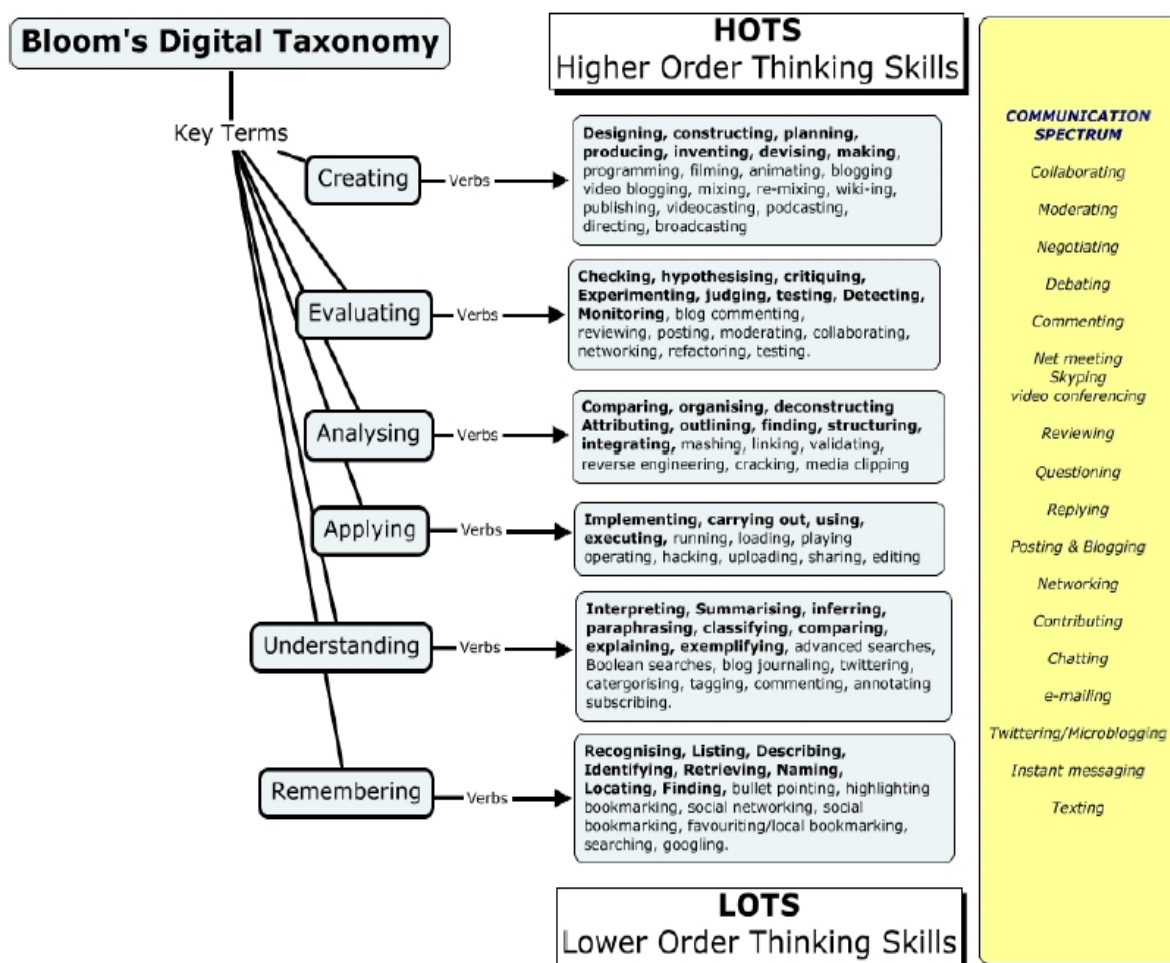 Bloom's Digital Taxonomy
HOTS
Higher Order Thinking Skills
Key Terms
Creating
Verbs
Designing, constructing, planning,
producing, inventing, devising, making,
programming, filming, animating, blogging
video blogging, mixing, re-mixing, wiki-ing,
publishing, videocasting, podcasting,
directing, broadcasting
Evaluating
Verbs
Checking, hypothesising, critiquing,
Experimenting, judging, testing, Detecting,
Monitoring, blog commenting,
reviewing, posting, moderating, collaborating,
networking, refactoring, testing.
Analysing
Verbs
Comparing, organising, deconstructing
Attributing, outlining, finding, structuring,
integrating, mashing, linking, validating,
reverse engineering, cracking, media clipping
Applying
Verbs
Implementing, carrying out, using,
executing, running, loading, playing
operating, hacking, uploading, sharing, editing
Understanding
Verbs
Interpreting, Summarising, inferring,
paraphrasing, classifying, comparing,
explaining, exemplifying, advanced searches,
Boolean searches, blog journaling, twittering,
catergorising, tagging, commenting, annotating
subscribing.
Remembering
Verbs
Recognising, Listing, Describing,
Identifying, Retrieving, Naming,
Locating, Finding, bullet pointing, highlighting
bookmarking, social networking, social
bookmarking, favouriting/local bookmarking,
searching, googling.
LOTS
Lower Order Thinking Skills
COMMUNICATION
SPECTRUM
Collaborating
Moderating
Negotiating
Debating
Commenting
Net meeting
Skyping
video conferencing
Reviewing
Questioning
Replying
Posting & Blogging
Networking
Contributing
Chatting
e-mailing
Twittering/Microblogging
Instant messaging
Texting